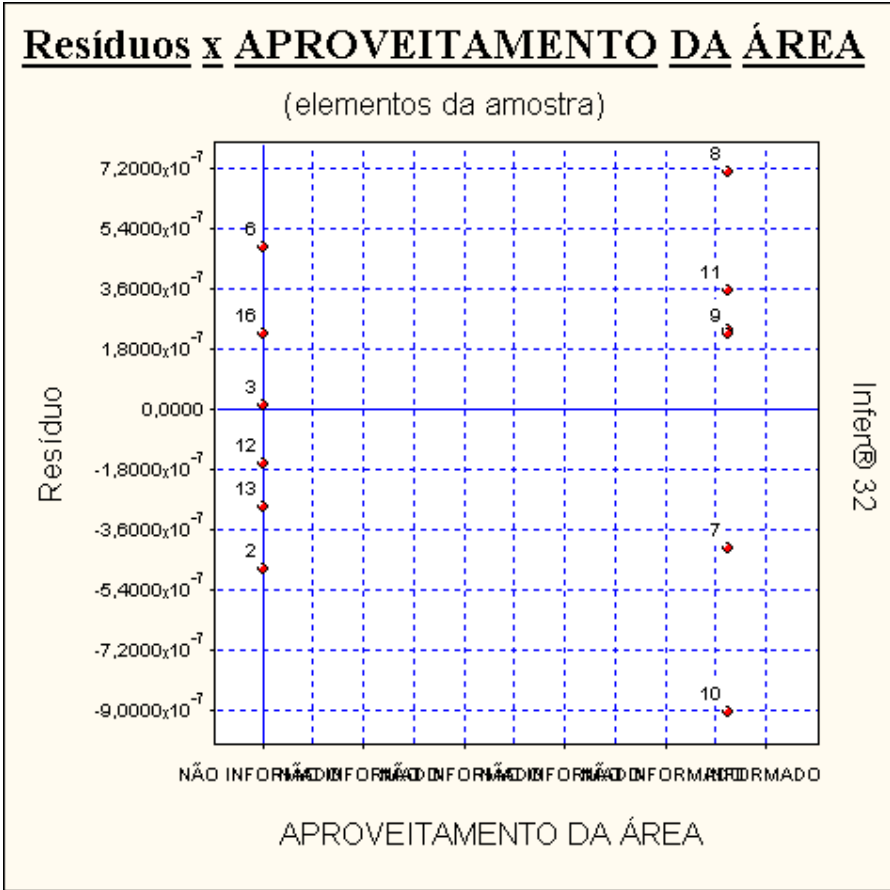 Resíduos x APROVEITAMENTO DA ÁREA
(elementos da amostra)
7,2000x10⁻⁷
5,4000x10⁻⁷
3,6000x10⁻⁷
1,8000x10⁻⁷
0,0000
-1,8000x10⁻⁷
-3,6000x10⁻⁷
-5,4000x10⁻⁷
-7,2000x10⁻⁷
-9,0000x10⁻⁷
Resíduo
6
16
3
12
13
2
8
11
9
7
10
Infer® 32
NÃO INFORMADO
APROVEITAMENTO DA ÁREA